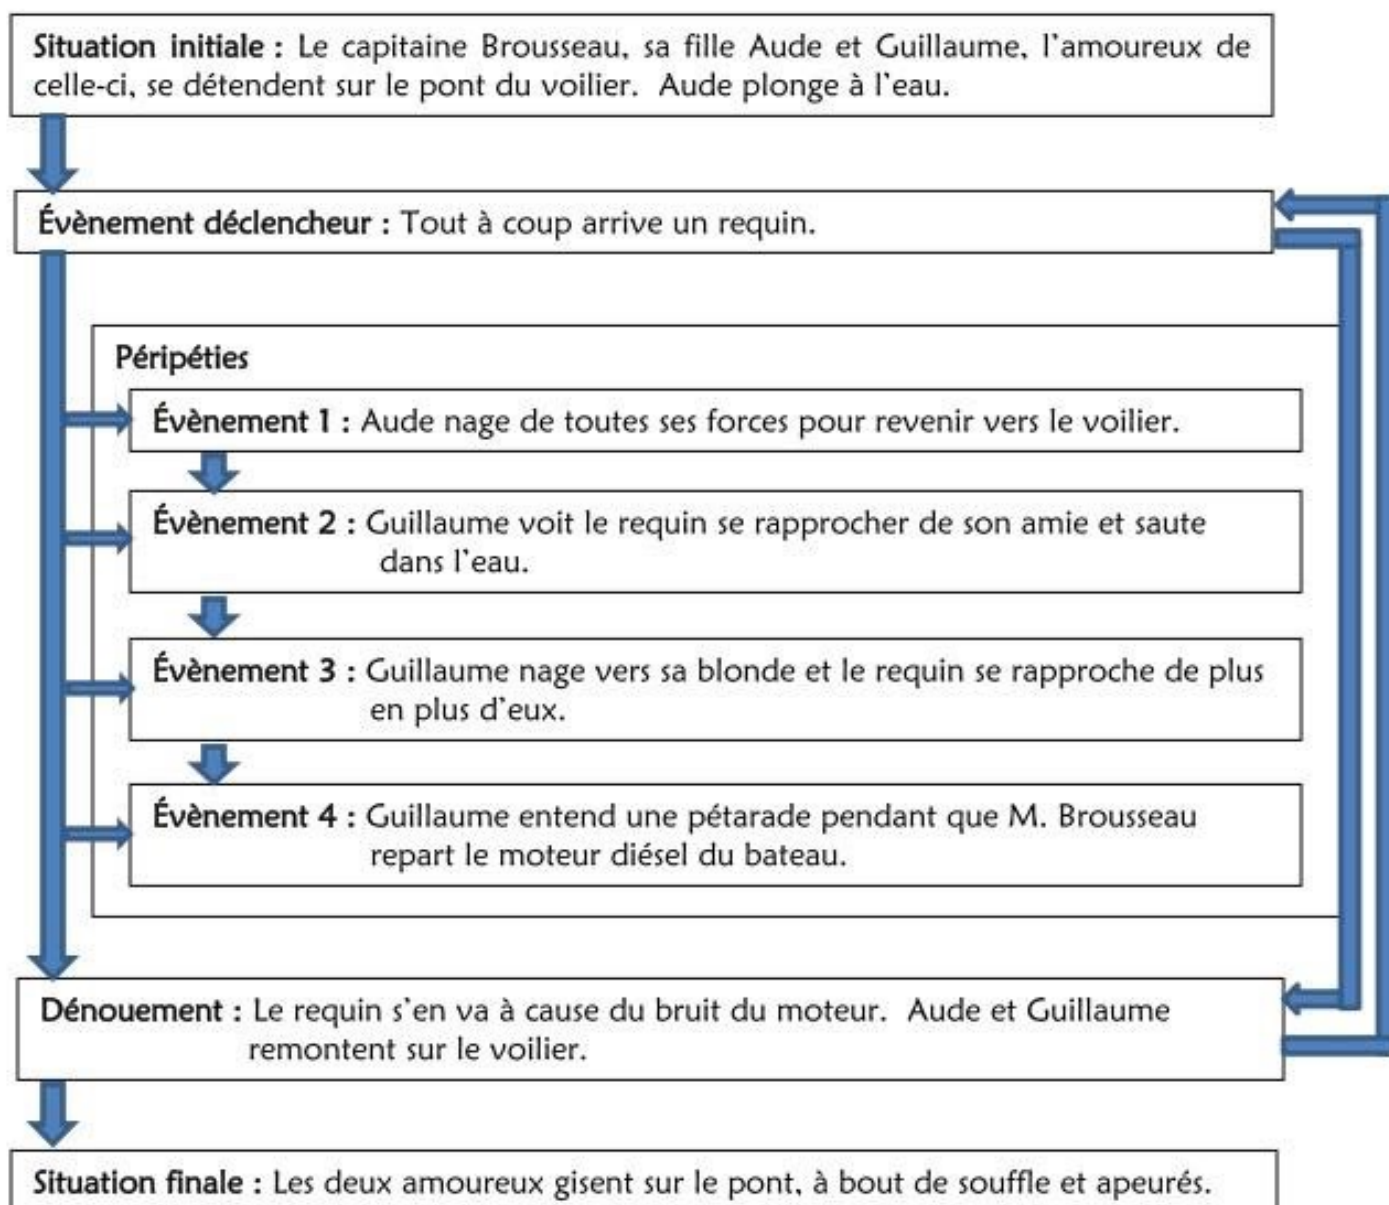 Situation initiale : Le capitaine Brousseau, sa fille Aude et Guillaume, l'amoureux de
celle-ci, se détendent sur le pont du voilier. Aude plonge à l'eau.
Évènement déclencheur : Tout à coup arrive un requin.
Péripéties
Évènement 1 : Aude nage de toutes ses forces pour revenir vers le voilier.
Évènement 2 : Guillaume voit le requin se rapprocher de son amie et saute
dans l'eau.
Évènement 3 : Guillaume nage vers sa blonde et le requin se rapproche de plus
en plus d'eux.
Évènement 4 : Guillaume entend une pétarade pendant que M. Brousseau
repart le moteur diésel du bateau.
Dénouement : Le requin s'en va à cause du bruit du moteur. Aude et Guillaume
remontent sur le voilier.
Situation finale : Les deux amoureux gisent sur le pont, à bout de souffle et apeurés.